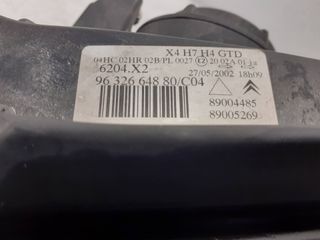 X4 H7 H4 GTD
04HC 02HR 02B/PL 0027 E2 20 02A 01
6204.X2
27/05/2002 18h09
96 326 648 80/C04
89004485
89005269